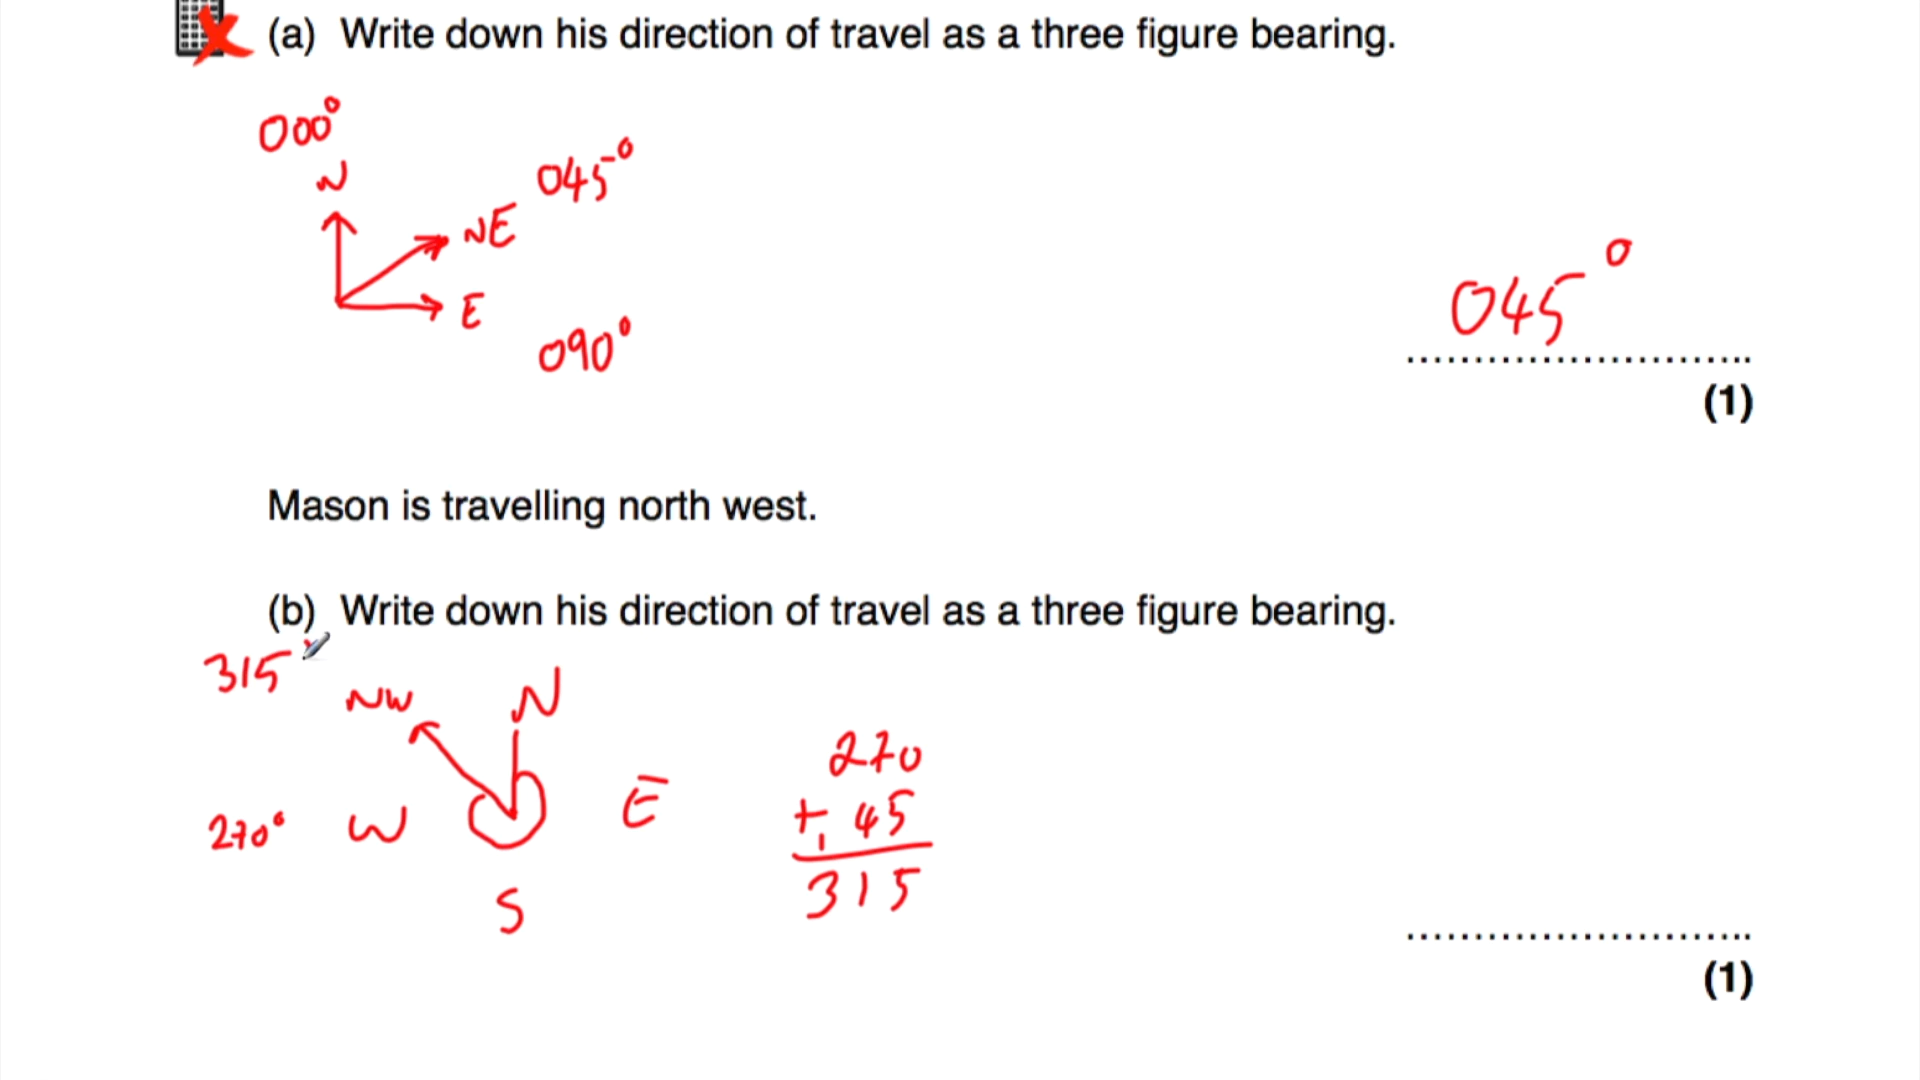 (a) Write down his direction of travel as a three figure bearing.
000°
N
045°
NE
E
090°
045°
(1)
Mason is travelling north west.
(b) Write down his direction of travel as a three figure bearing.
315
NW
N
270
270°
W
E
+ 45
1
315
S
(1)